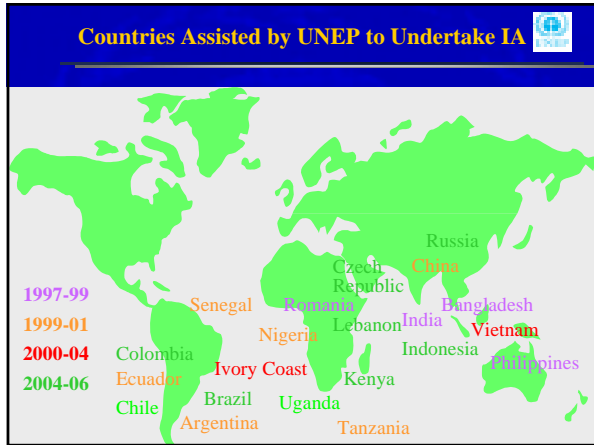 Countries Assisted by UNEP to Undertake IA
UNEP
Russia
Czech
Republic
China
1997-99
Senegal
Romania
Bangladesh
India
1999-01
Nigeria
Lebanon
Vietnam
2000-04
Colombia
Ivory Coast
Indonesia
Philippines
2004-06
Ecuador
Kenya
Chile
Brazil
Uganda
Argentina
Tanzania